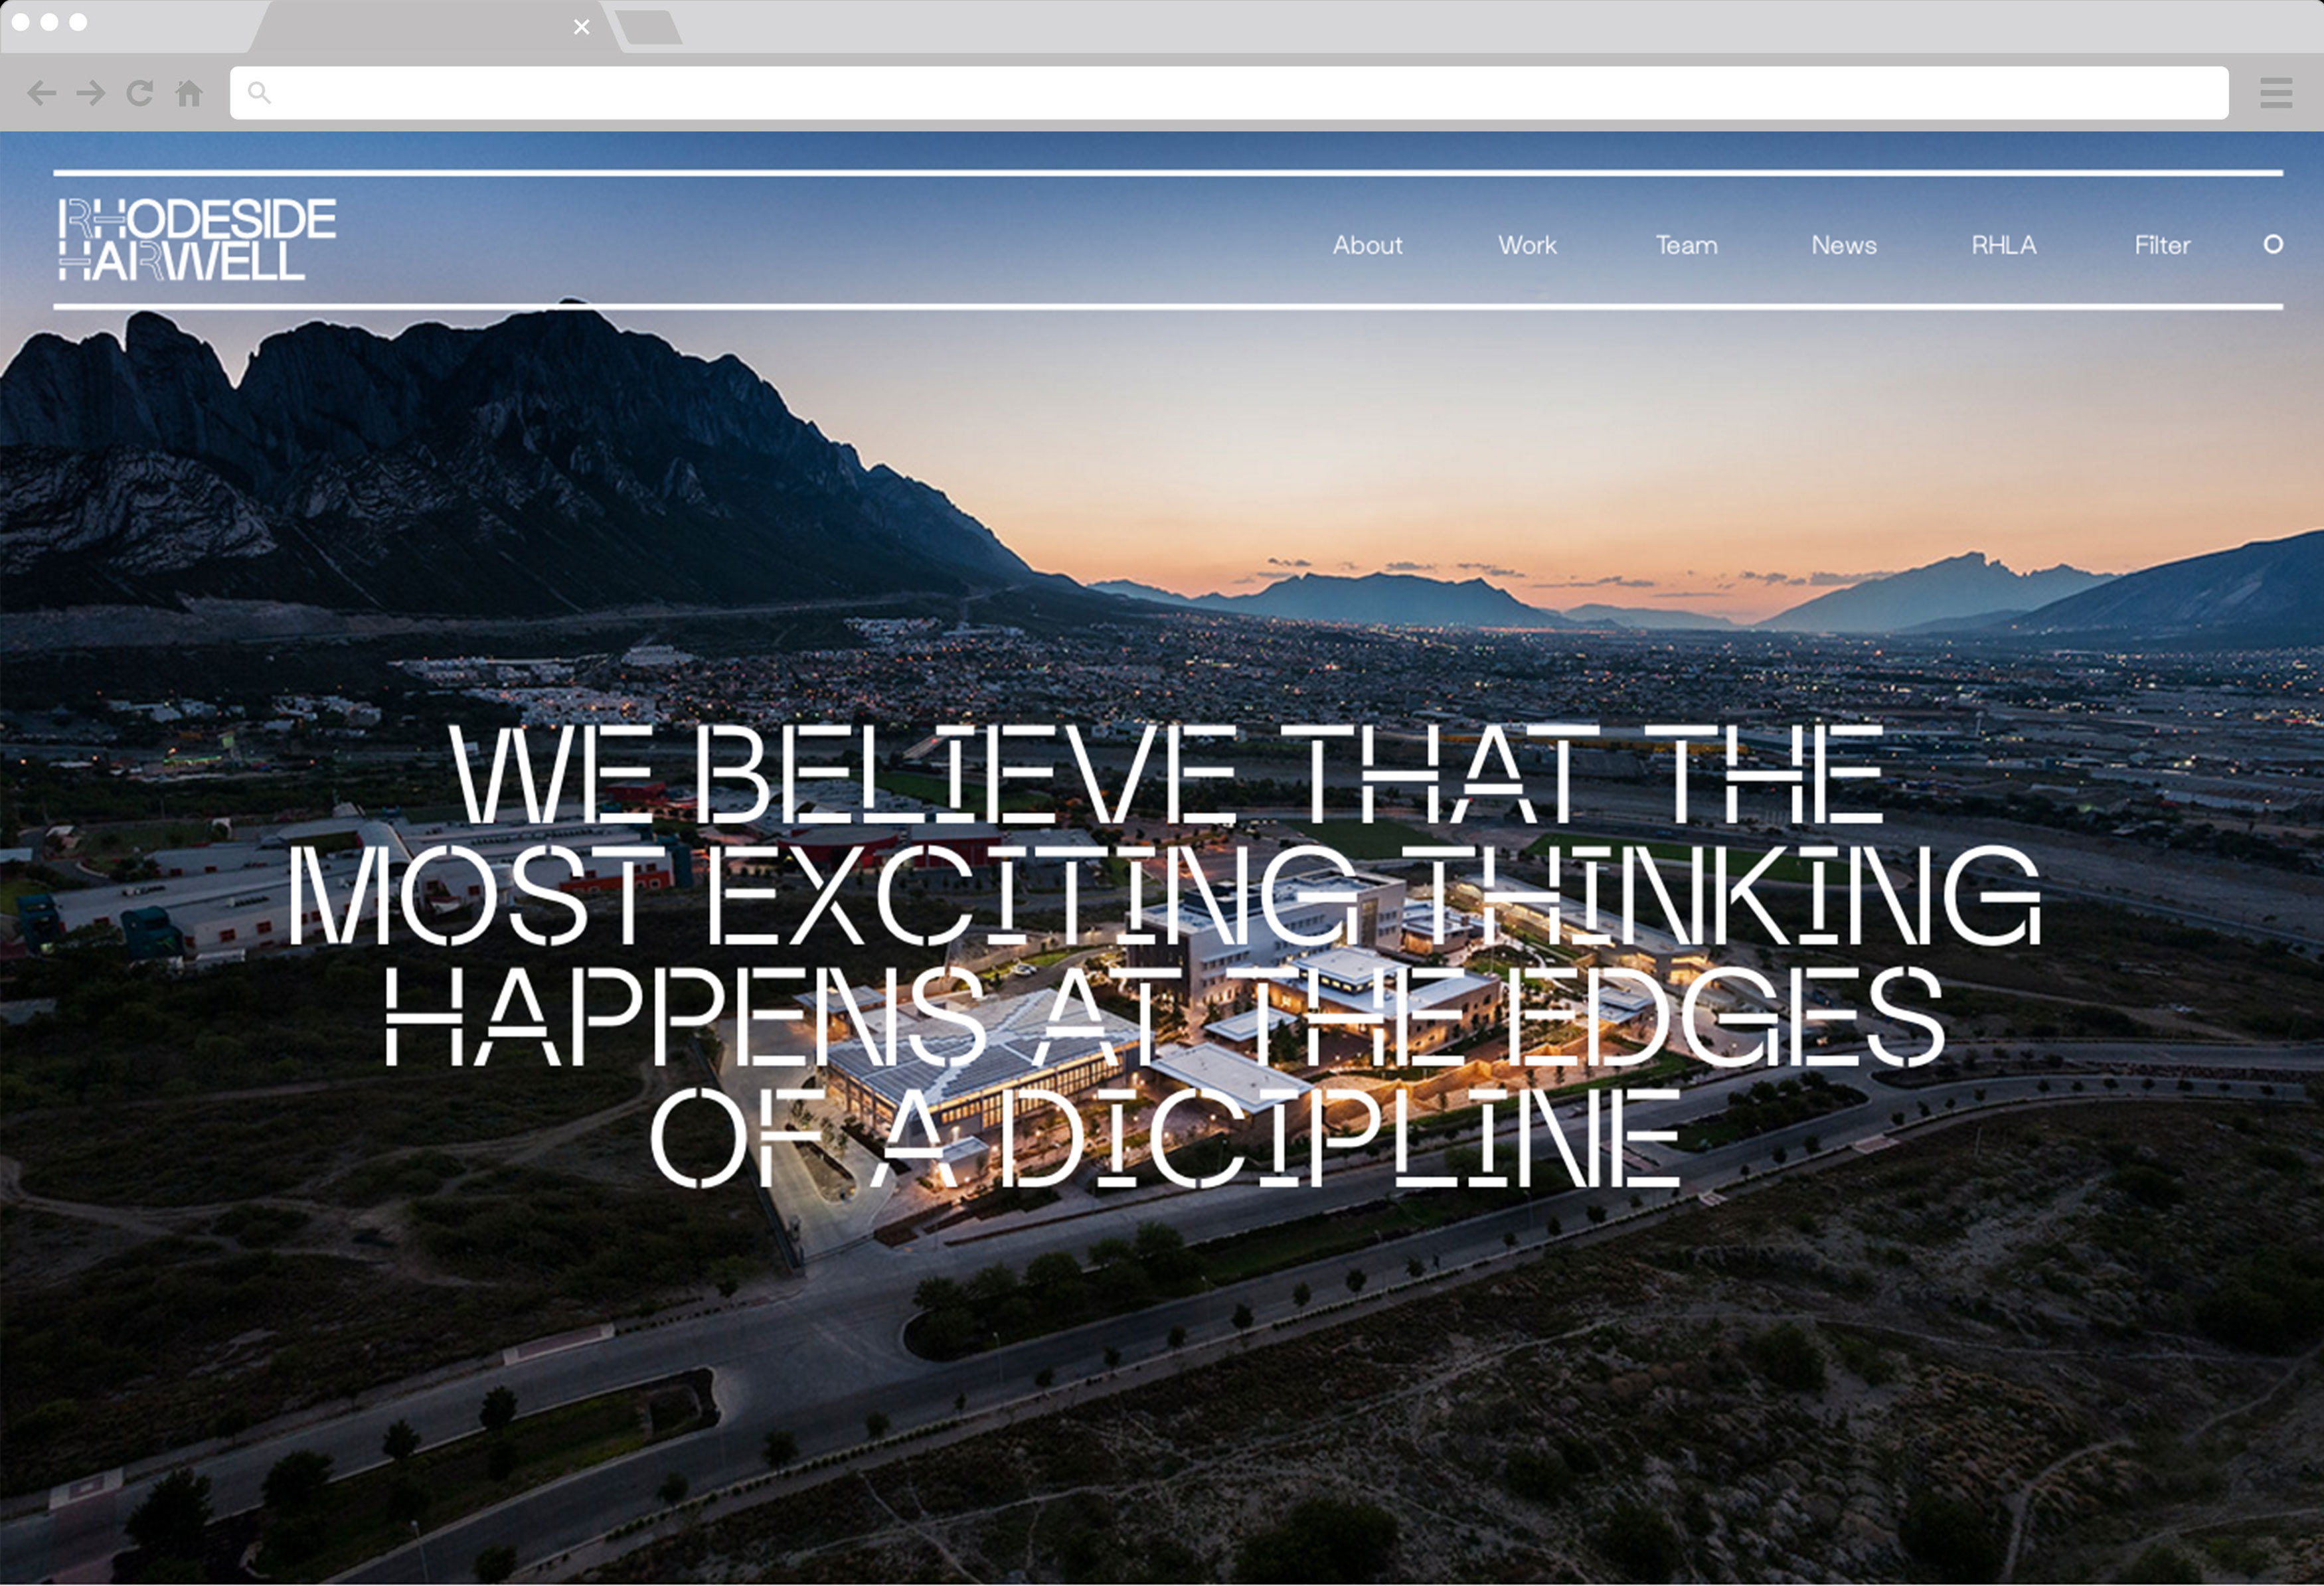 RHODESIDE
HARWELL
About Work Team News RHLA Filter
WE BELIEVE THAT THE
MOST EXCITING THINKING
HAPPENS AT THE EDGES
OF A DICIPLINE